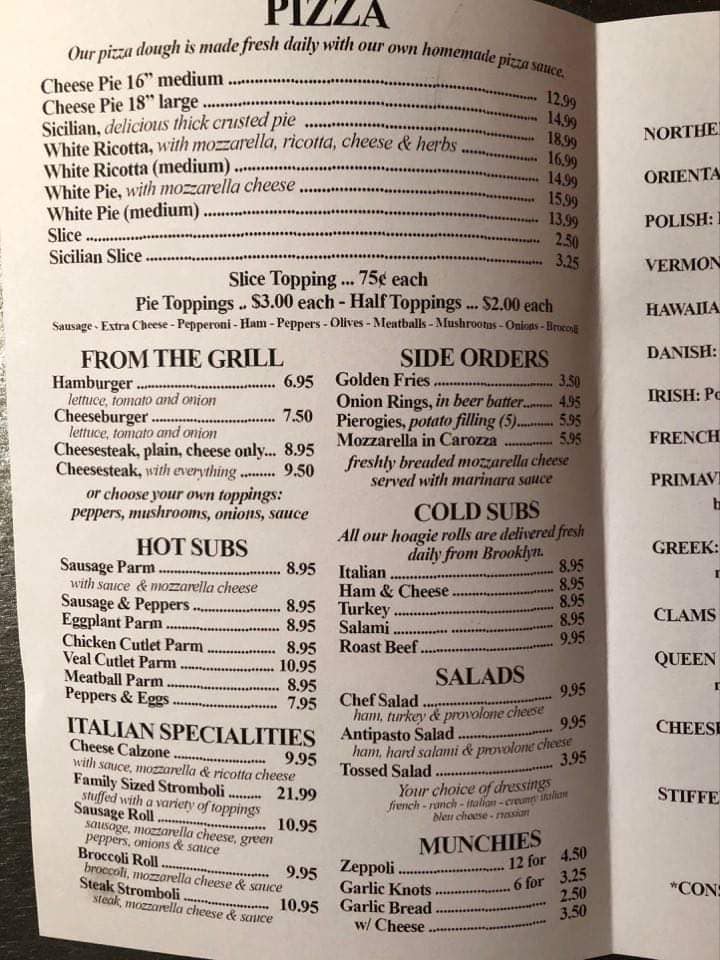 PIZZA
Our pizza dough is made fresh daily with our own homemade pizza sauce.
Cheese Pie 16” medium ........ 12.99
Cheese Pie 18” large ........ 14.99
Sicilian, delicious thick crusted pie ........ 18.99
White Ricotta, with mozzarella, ricotta, cheese & herbs ........ 16.99
White Ricotta (medium) ........ 14.99
White Pie, with mozzarella cheese ........ 15.99
White Pie (medium) ........ 13.99
Slice ........ 2.50
Sicilian Slice ........ 3.25
Slice Topping ... 75¢ each
Pie Toppings .. $3.00 each - Half Toppings ... $2.00 each
Sausage - Extra Cheese - Pepperoni - Ham - Peppers - Olives - Meatballs - Mushrooms - Onions - Broccoli
FROM THE GRILL
Hamburger ........ 6.95
lettuce, tomato and onion
Cheeseburger ........ 7.50
lettuce, tomato and onion
Cheesesteak, plain, cheese only... 8.95
Cheesesteak, with everything ......... 9.50
or choose your own toppings:
peppers, mushrooms, onions, sauce
HOT SUBS
Sausage Parm ........ 8.95
with sauce & mozzarella cheese
Sausage & Peppers ........ 8.95
Eggplant Parm ........ 8.95
Chicken Cutlet Parm ........ 8.95
Veal Cutlet Parm ........ 10.95
Meatball Parm ........ 8.95
Peppers & Eggs ........ 7.95
ITALIAN SPECIALITIES
Cheese Calzone ........ 9.95
with sauce, mozzarella & ricotta cheese
Family Sized Stromboli ........ 21.99
stuffed with a variety of toppings
Sausage Roll ........ 10.95
sausage, mozzarella cheese, green
peppers, onions & sauce
Broccoli Roll ........ 9.95
broccoli, mozzarella cheese & sauce
Steak Stromboli ........ 10.95
steak, mozzarella cheese & sauce
SIDE ORDERS
Golden Fries ........ 3.50
Onion Rings, in beer batter........ 4.95
Pierogies, potato filling (5).......... 5.95
Mozzarella in Carozza ............ 5.95
freshly breaded mozzarella cheese
served with marinara sauce
COLD SUBS
All our hoagie rolls are delivered fresh
daily from Brooklyn.
Italian ........ 8.95
Ham & Cheese ........ 8.95
Turkey ........ 8.95
Salami ........ 8.95
Roast Beef ........ 9.95
SALADS
Chef Salad ........ 9.95
ham, turkey & provolone cheese
Antipasto Salad ........ 9.95
ham, hard salami & provolone cheese
Tossed Salad ........ 3.95
Your choice of dressings
french - ranch - italian - creamy italian
bleu cheese - russian
MUNCHIES
Zeppoli ........ 12 for 4.50
Garlic Knots ........ 6 for 3.25
Garlic Bread ........ 2.50
w/ Cheese ........ 3.50
NORTHE
ORIENTA
POLISH:
VERMON
HAWAIIA
DANISH:
IRISH: Po
FRENCH
PRIMAV
b
GREEK:
CLAMS
QUEEN
CHEESE
STIFFE
*CONS